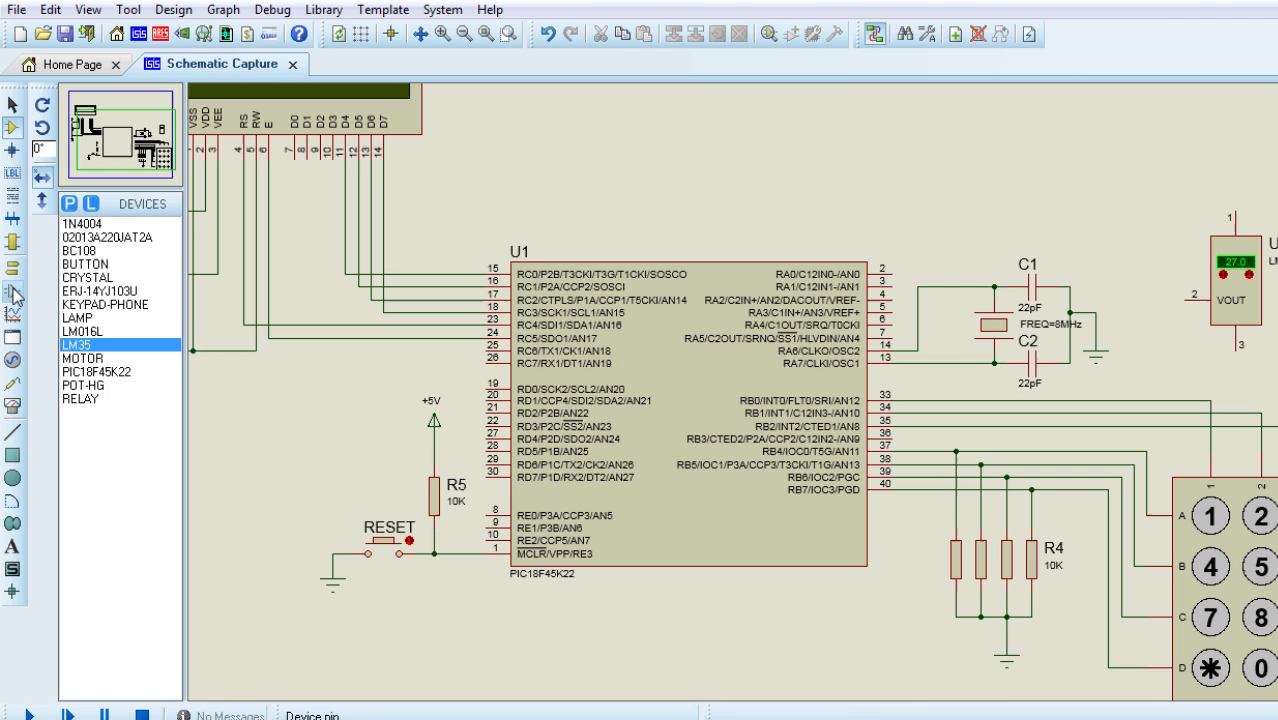 File Edit View Tool Design Graph Debug Library Template System Help
Home Page × Schematic Capture ×
0°
P L DEVICES
1N4004
02013A220JAT2A
BC108
BUTTON
CRYSTAL
ERJ-14YJ103U
KEYPAD-PHONE
LAMP
LM016L
LM35
MOTOR
PIC18F45K22
POT-HG
RELAY
VSS VDD VEE RS RW E D0 D1 D2 D3 D4 D5 D6 D7
1 2 3 4 5 6 7 8 9 10 11 12 13 14
U1
15 RC0/P2B/T3CKI/T3G/T1CKI/SOSCO
16 RC1/P2A/CCP2/SOSCI
17 RC2/CTPLS/P1A/CCP1/T5CKI/AN14
18 RC3/SCK1/SCL1/AN15
23 RC4/SDI1/SDA1/AN16
24 RC5/SDO1/AN17
25 RC6/TX1/CK1/AN18
26 RC7/RX1/DT1/AN19
19 RD0/SCK2/SCL2/AN20
20 RD1/CCP4/SDI2/SDA2/AN21
21 RD2/P2B/AN22
22 RD3/P2C/SS2/AN23
27 RD4/P2D/SDO2/AN24
28 RD5/P1B/AN25
29 RD6/P1C/TX2/CK2/AN26
30 RD7/P1D/RX2/DT2/AN27
8 RE0/P3A/CCP3/AN5
9 RE1/P3B/AN6
10 RE2/CCP5/AN7
1 MCLR/VPP/RE3
PIC18F45K22
RA0/C12IN0-/AN0 2
RA1/C12IN1-/AN1 3
RA2/C2IN+/AN2/DACOUT/VREF- 4
RA3/C1IN+/AN3/VREF+ 5
RA4/C1OUT/SRQ/T0CKI 6
RA5/C2OUT/SRNQ/SS1/HLVDIN/AN4 7
RA6/CLKO/OSC2 14
RA7/CLKI/OSC1 13
RB0/INT0/FLT0/SRI/AN12 33
RB1/INT1/C12IN3-/AN10 34
RB2/INT2/CTED1/AN8 35
RB3/CTED2/P2A/CCP2/C12IN2-/AN9 36
RB4/IOC0/T5G/AN11 37
RB5/IOC1/P3A/CCP3/T3CKI/T1G/AN13 38
RB6/IOC2/PGC 39
RB7/IOC3/PGD 40
+5V
R5
10K
RESET
C1
22pF
FREQ=8MHz
C2
22pF
1
27.0
2 VOUT
3
R4
10K
1 2
A 1 2
B 4 5
C 7 8
D * 0
No Messages Device pin